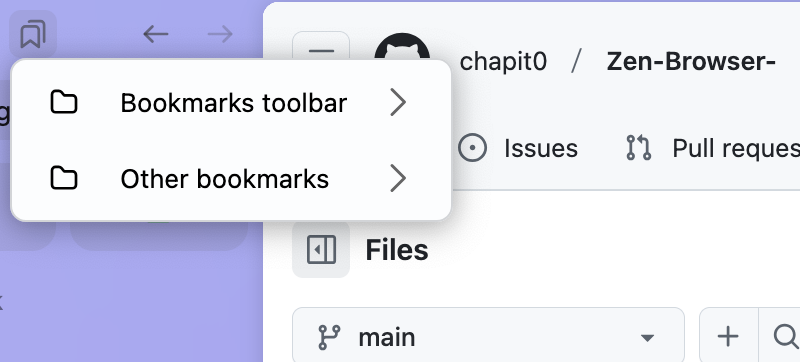 chapit0 / Zen-Browser-
Bookmarks toolbar
Other bookmarks
Issues
Pull reques
Files
main